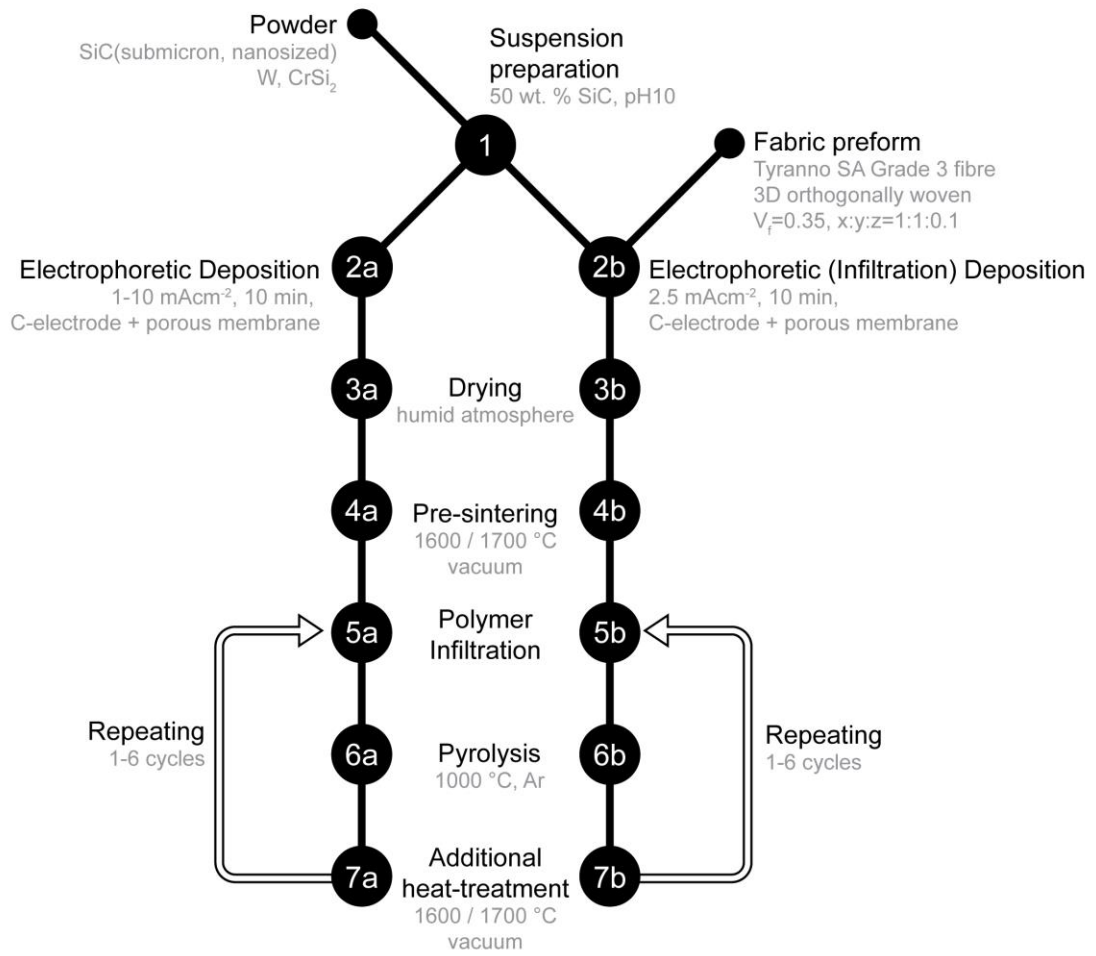 Powder
SiC(submicron, nanosized)
W, CrSi₂
Suspension
preparation
50 wt. % SiC, pH10
1
Fabric preform
Tyranno SA Grade 3 fibre
3D orthogonally woven
V_f=0.35, x:y:z=1:1:0.1
Electrophoretic Deposition
1-10 mAcm⁻², 10 min,
C-electrode + porous membrane
2a
2b
Electrophoretic (Infiltration) Deposition
2.5 mAcm⁻², 10 min,
C-electrode + porous membrane
3a
Drying
humid atmosphere
3b
4a
Pre-sintering
1600 / 1700 °C
vacuum
4b
5a
Polymer
Infiltration
5b
Repeating
1-6 cycles
6a
Pyrolysis
1000 °C, Ar
6b
Repeating
1-6 cycles
7a
Additional
heat-treatment
1600 / 1700 °C
vacuum
7b